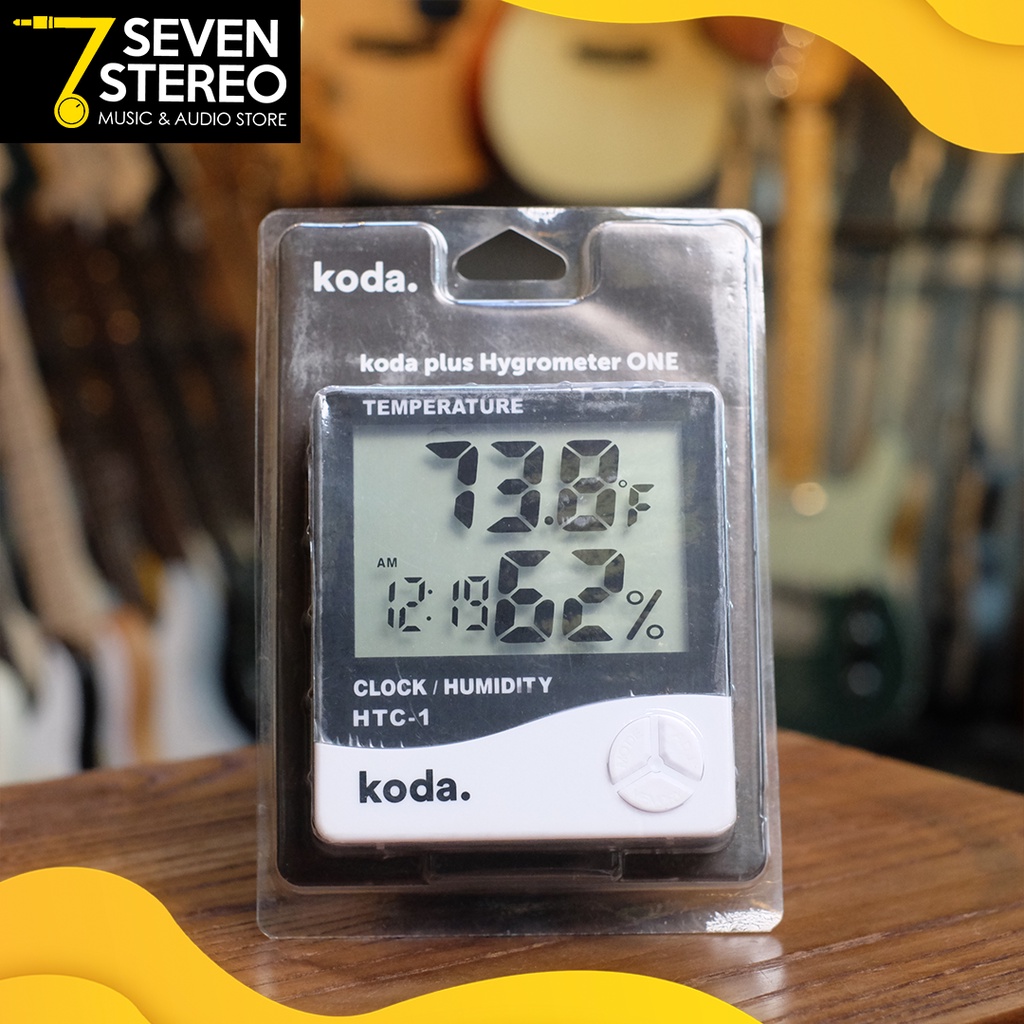 7 SEVEN
STEREO
MUSIC & AUDIO STORE
koda.
koda plus Hygrometer ONE
TEMPERATURE
73.8°F
AM
12:19 62%
CLOCK / HUMIDITY
HTC-1
koda.